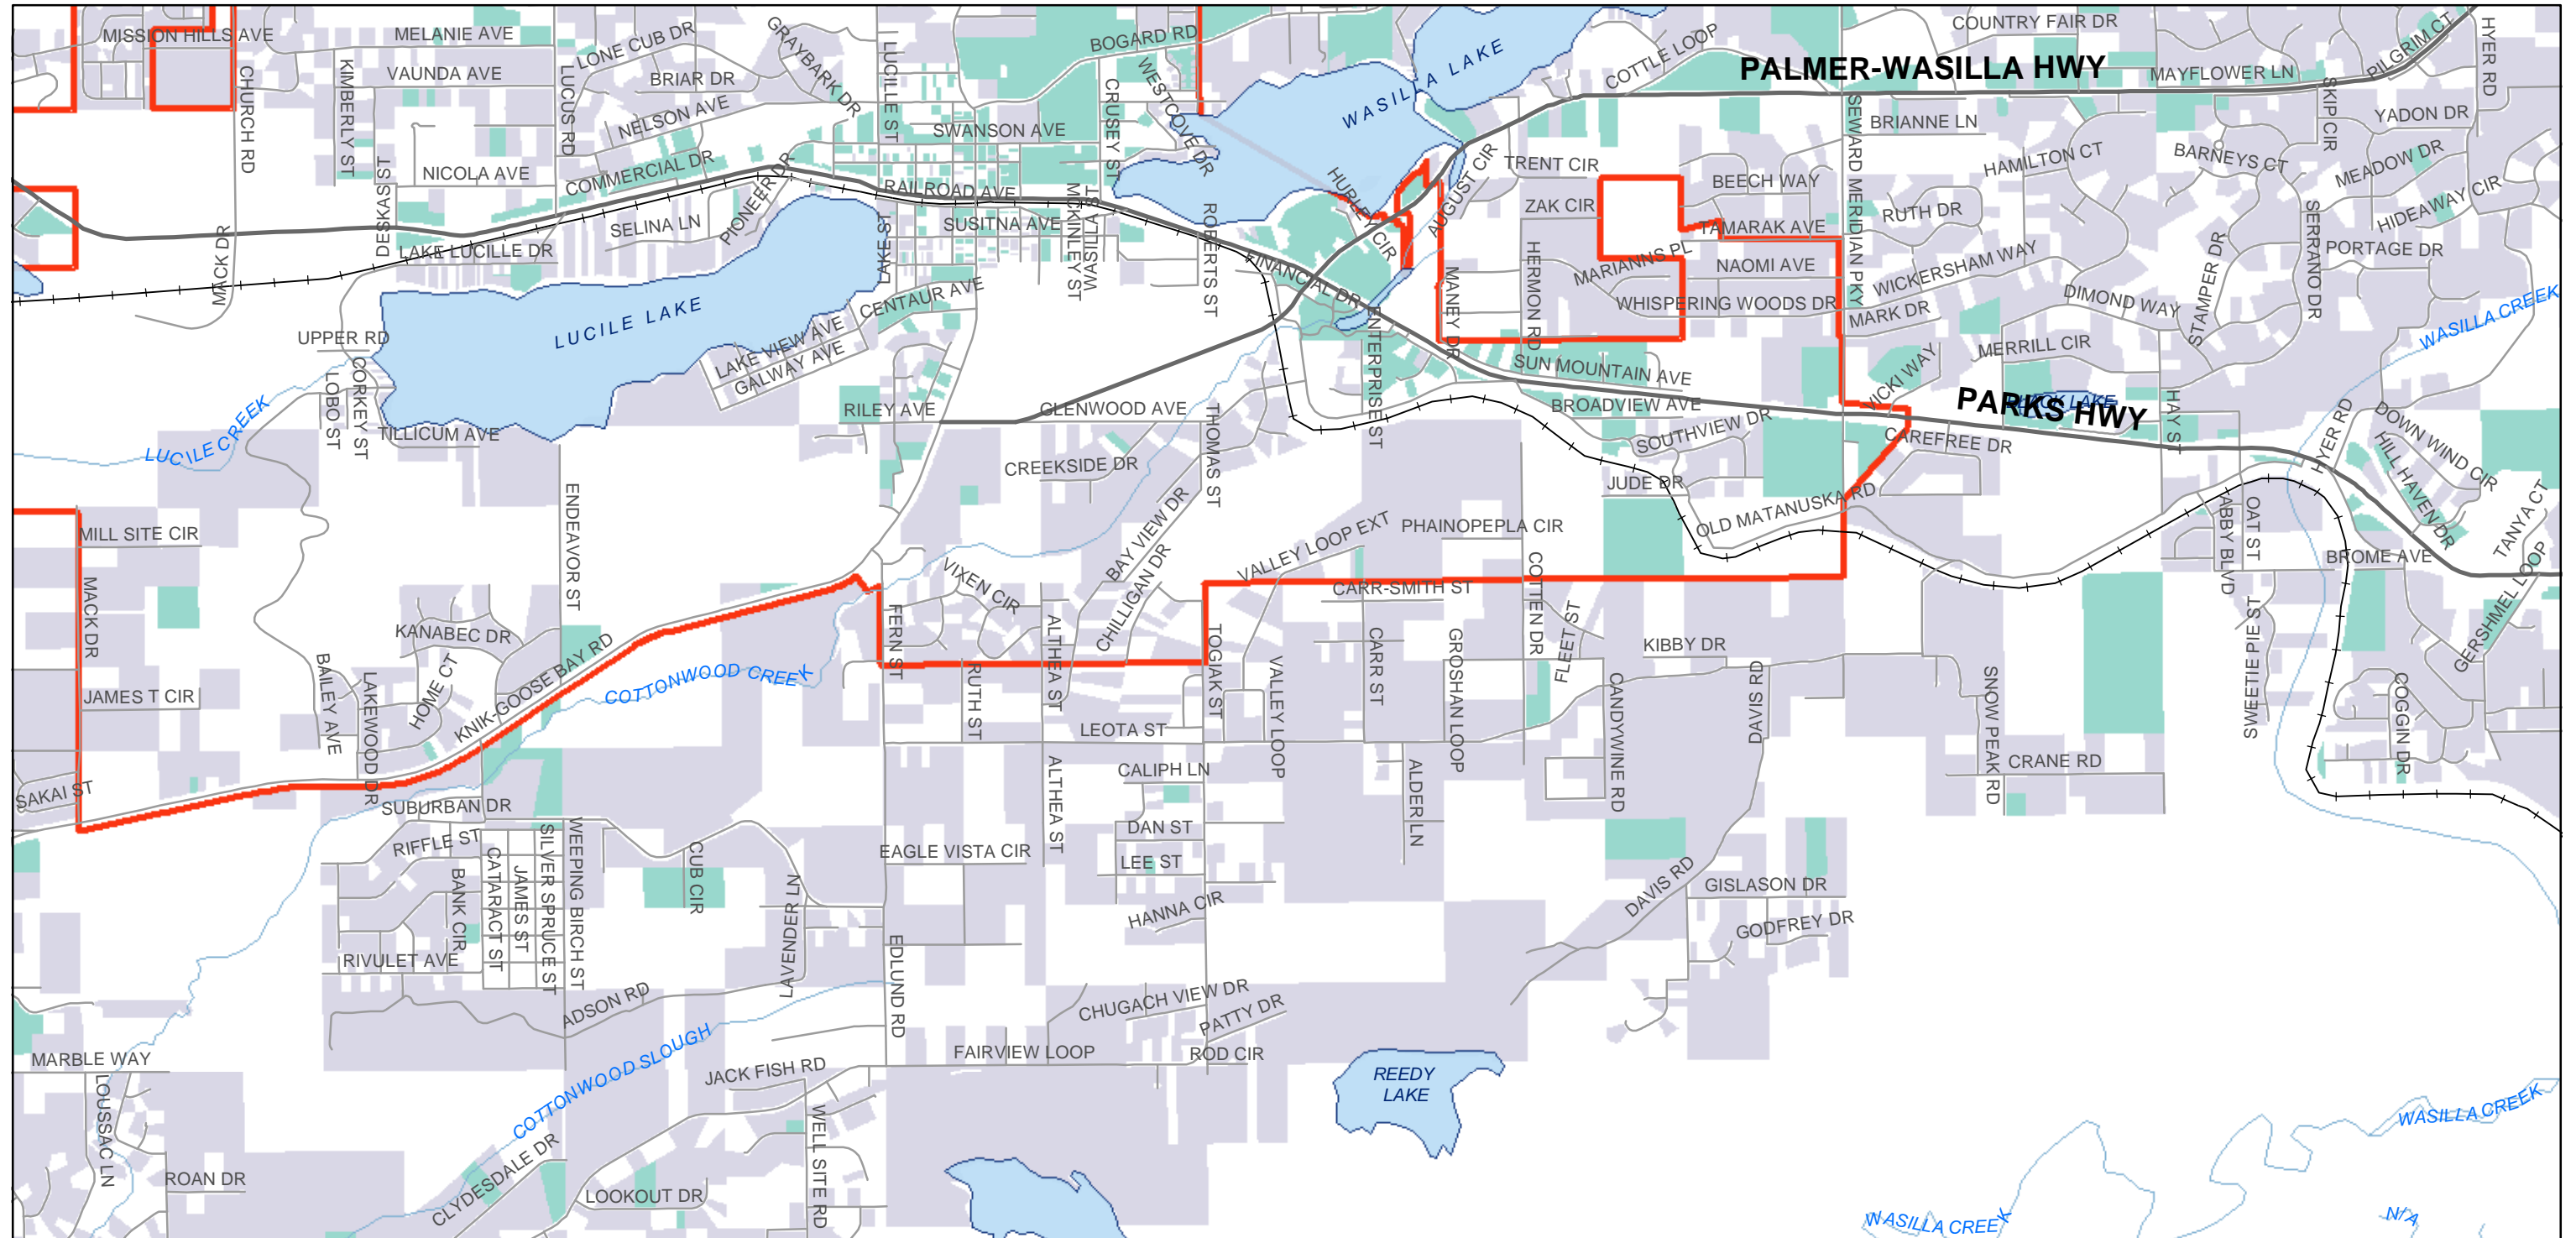 MISSION HILLS AVE
MELANIE AVE
LONE CUB DR
GRAYBARK DR
LUCILLE ST
BOGARD RD
WASILLA LAKE
COTTLE LOOP
PALMER-WASILLA HWY
COUNTRY FAIR DR
PILGRIM CT
HYER RD
CHURCH RD
KIMBERLY ST
VAUNDA AVE
LUCUS RD
BRIAR DR
NELSON AVE
CRUSEY ST
WESTCOVE DR
SWANSON AVE
MAYFLOWER LN
SKIP CIR
YADON DR
SEWARD MERIDIAN PKY
BRIANNE LN
DESKAS ST
NICOLA AVE
COMMERCIAL DR
PIONEER DR
RAILROAD AVE
MCKINLEY ST
WASILLA ST
HURLEY CIR
AUGUST CIR
TRENT CIR
BEECH WAY
HAMILTON CT
BARNEYS CT
MEADOW DR
HIDEAWAY CIR
MACK DR
LAKE LUCILLE DR
SELINA LN
LAKE ST
SUSITNA AVE
ROBERTS ST
ZAK CIR
TAMARAK AVE
RUTH DR
SERRANO DR
PORTAGE DR
FINANCIAL DR
MANEY DR
HERMON RD
MARIANNS PL
NAOMI AVE
WICKERSHAM WAY
STAMPER DR
LUCILE LAKE
CENTAUR AVE
ENTERPRISE ST
WHISPERING WOODS DR
MARK DR
DIMOND WAY
WASILLA CREEK
UPPER RD
CORKEY ST
LOBO ST
LAKE VIEW AVE
GALWAY AVE
SUN MOUNTAIN AVE
VICKI WAY
MERRILL CIR
PARKS HWY
HAY ST
LUCILE CREEK
TILLICUM AVE
RILEY AVE
GLENWOOD AVE
THOMAS ST
BROADVIEW AVE
SOUTHVIEW DR
CAREFREE DR
HYER RD
DOWN WIND CIR
HILL HAVEN DR
CREEKSIDE DR
JUDE DR
OLD MATANUSKA RD
ABBY BLVD
OAT ST
TANYA CT
MILL SITE CIR
ENDEAVOR ST
BAY VIEW DR
CHILLIGAN DR
VALLEY LOOP EXT
PHAINOPEPLA CIR
COTTEN DR
BROME AVE
GERSHMEL LOOP
MACK DR
KANABEC DR
VIXEN CIR
FERN ST
ALTHEA ST
TOGIAK ST
CARR-SMITH ST
CARR ST
GROSHAN LOOP
FLEET ST
KIBBY DR
SWEETIE PIE ST
JAMES T CIR
BAILEY AVE
LAKEWOOD DR
HOME CT
KNIK-GOOSE BAY RD
COTTONWOOD CREEK
RUTH ST
LEOTA ST
VALLEY LOOP
CANDYWINE RD
DAVIS RD
SNOW PEAK RD
COGGIN DR
SAKAI ST
SUBURBAN DR
ALTHEA ST
CALIPH LN
ALDER LN
CRANE RD
RIFFLE ST
CATARACT ST
JAMES ST
SILVER SPRUCE ST
WEEPING BIRCH ST
CUB CIR
EAGLE VISTA CIR
DAN ST
LEE ST
BANK CIR
LAVENDER LN
HANNA CIR
DAVIS RD
GISLASON DR
GODFREY DR
RIVULET AVE
ADSON RD
EDLUND RD
CHUGACH VIEW DR
PATTY DR
MARBLE WAY
LOUSSAC LN
COTTONWOOD SLOUGH
JACK FISH RD
FAIRVIEW LOOP
ROD CIR
REEDY
LAKE
WASILLA CREEK
ROAN DR
CLYDESDALE DR
LOOKOUT DR
WELL SITE RD
WASILLA CREEK
N/A